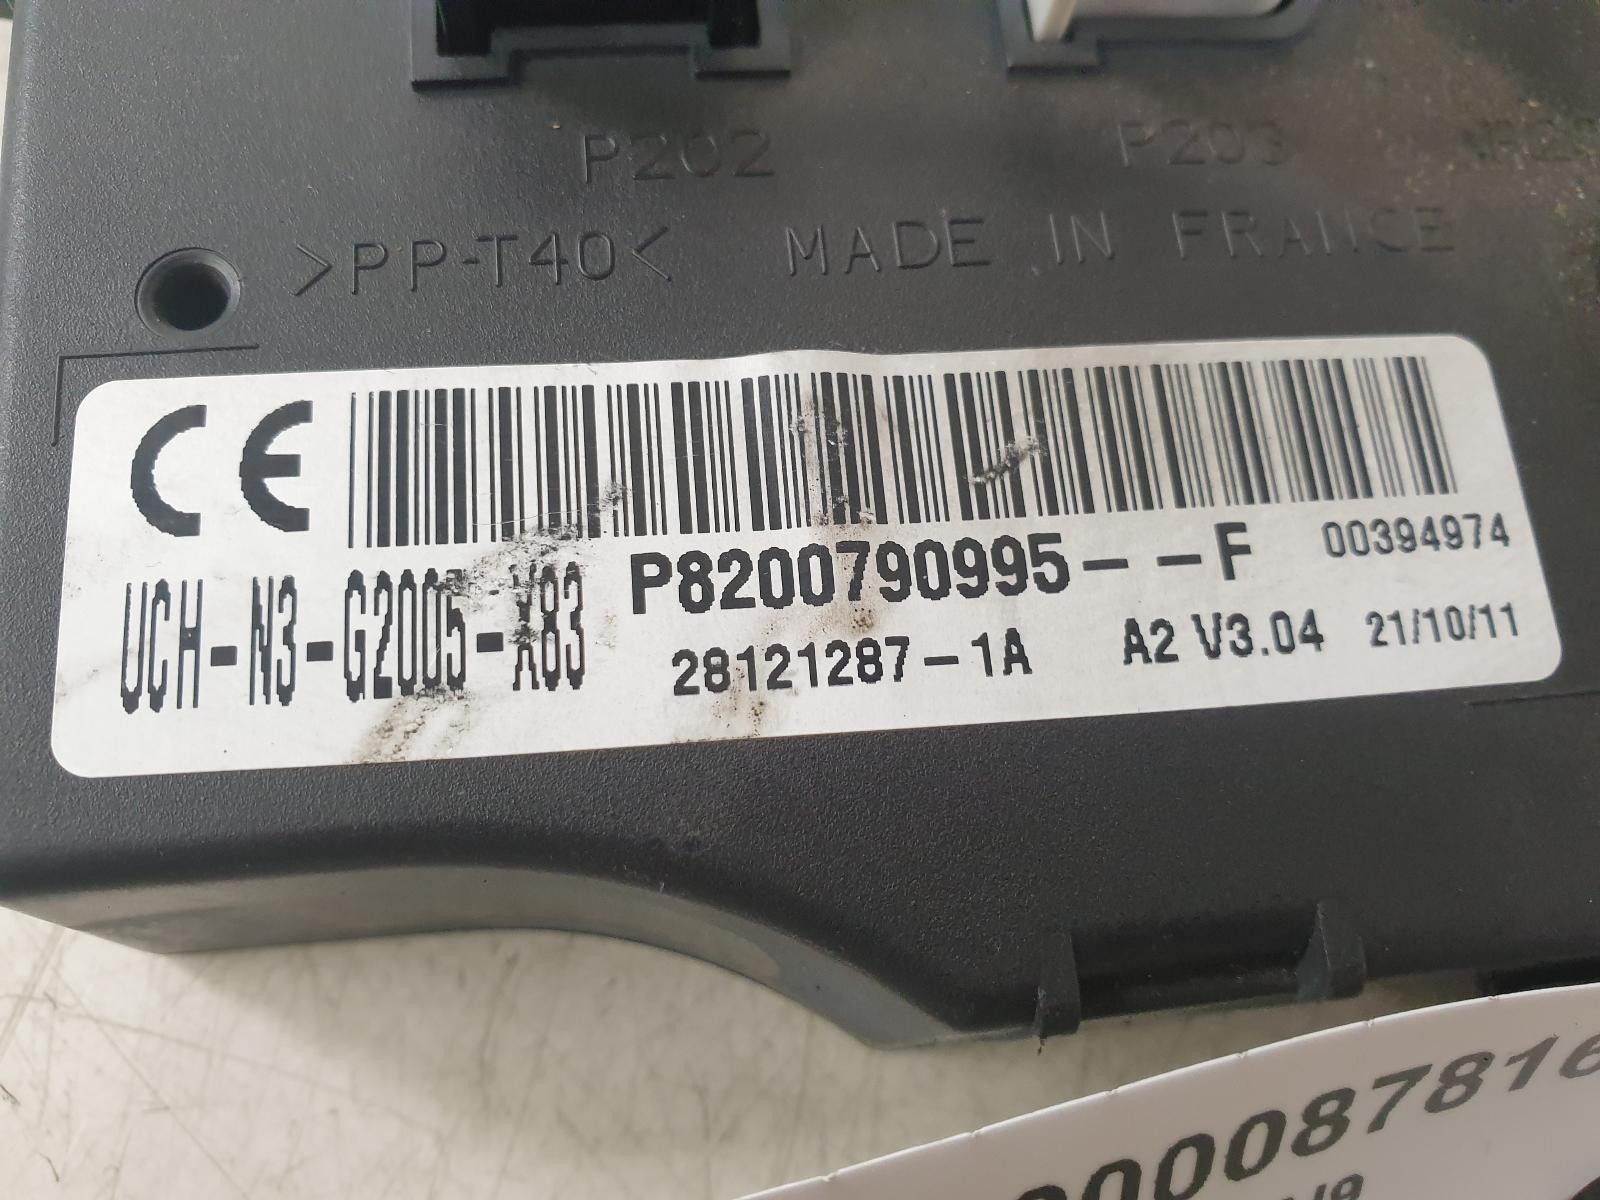 P202 P203
>PP-T40< MADE IN FRANCE
CE
P8200790995--F 00394974
UCH-N3-G2005-X83
28121287-1A A2 V3.04 21/10/11